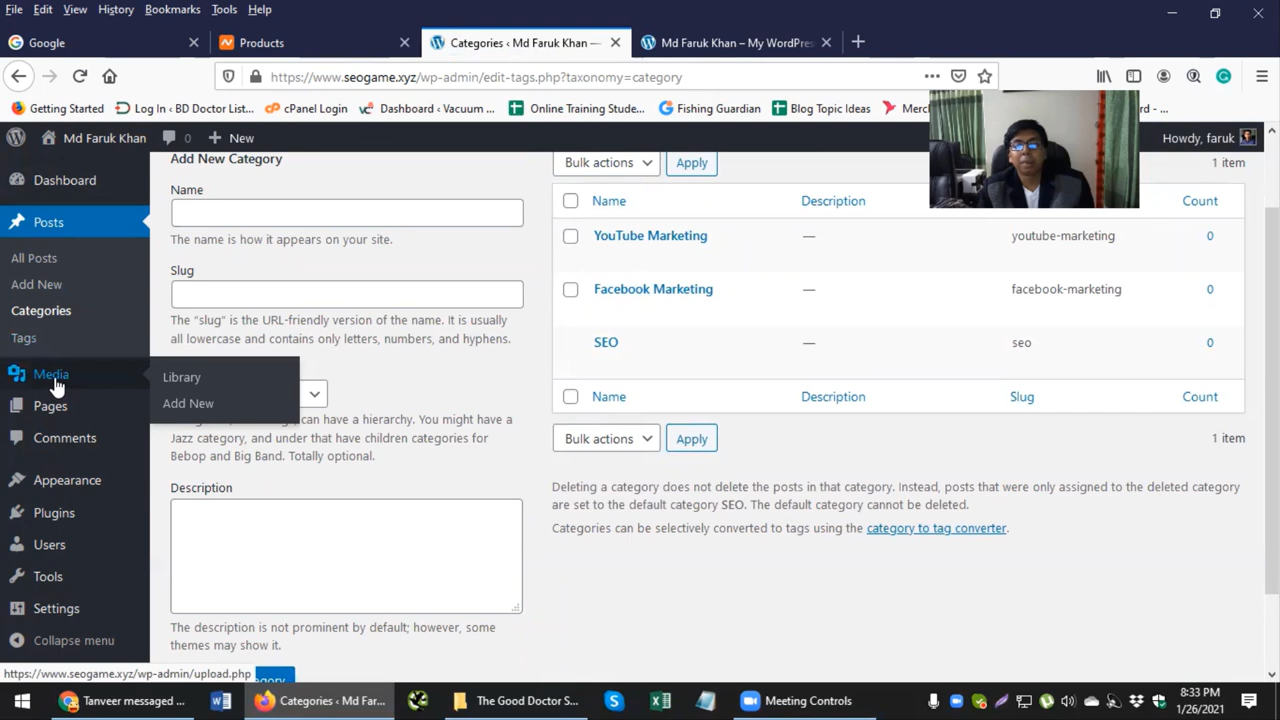 File Edit View History Bookmarks Tools Help
Google
Products
Categories ‹ Md Faruk Khan —
Md Faruk Khan – My WordPres
https://www.seogame.xyz/wp-admin/edit-tags.php?taxonomy=category
Getting Started
Log In ‹ BD Doctor List...
cPanel Login
Dashboard ‹ Vacuum ...
Online Training Stude...
Fishing Guardian
Blog Topic Ideas
Merch
Md Faruk Khan
0
New
Howdy, faruk
Dashboard
Posts
All Posts
Add New
Categories
Tags
Media
Library
Add New
Pages
Comments
Appearance
Plugins
Users
Tools
Settings
Collapse menu
Add New Category
Name
The name is how it appears on your site.
Slug
The “slug” is the URL-friendly version of the name. It is usually
all lowercase and contains only letters, numbers, and hyphens.
can have a hierarchy. You might have a
Jazz category, and under that have children categories for
Bebop and Big Band. Totally optional.
Description
The description is not prominent by default; however, some
themes may show it.
Bulk actions
Apply
1 item
Name Description Count
YouTube Marketing — youtube-marketing 0
Facebook Marketing — facebook-marketing 0
SEO — seo 0
Name Description Slug Count
Bulk actions
Apply
1 item
Deleting a category does not delete the posts in that category. Instead, posts that were only assigned to the deleted category
are set to the default category SEO. The default category cannot be deleted.
Categories can be selectively converted to tags using the category to tag converter.
https://www.seogame.xyz/wp-admin/upload.php
Tanveer messaged ...
Categories ‹ Md Far...
The Good Doctor S...
Meeting Controls
8:33 PM
1/26/2021